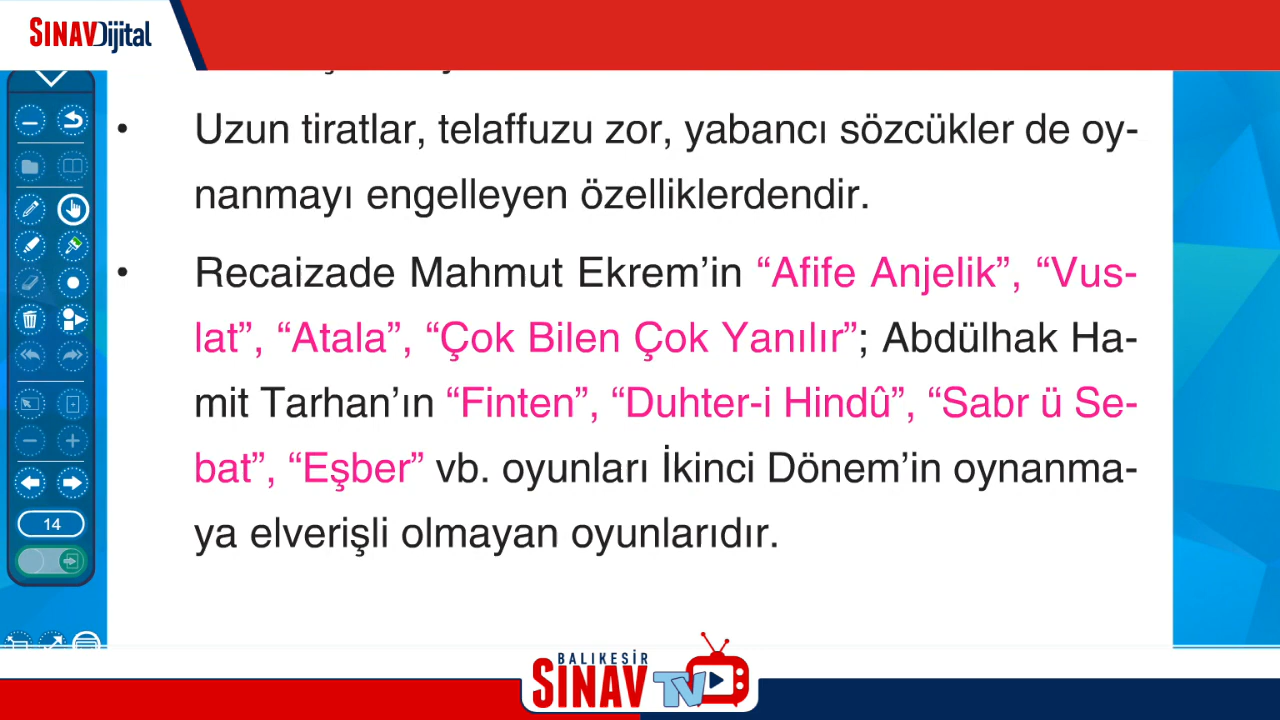 SINAVDijital
• Uzun tiratlar, telaffuzu zor, yabancı sözcükler de oy-
nanmayı engelleyen özelliklerdendir.
• Recaizade Mahmut Ekrem’in “Afife Anjelik”, “Vus-
lat”, “Atala”, “Çok Bilen Çok Yanılır”; Abdülhak Ha-
mit Tarhan’ın “Finten”, “Duhter-i Hindû”, “Sabr ü Se-
bat”, “Eşber” vb. oyunları İkinci Dönem’in oynanma-
ya elverişli olmayan oyunlarıdır.
14
BALIKESİR
SINAV TV